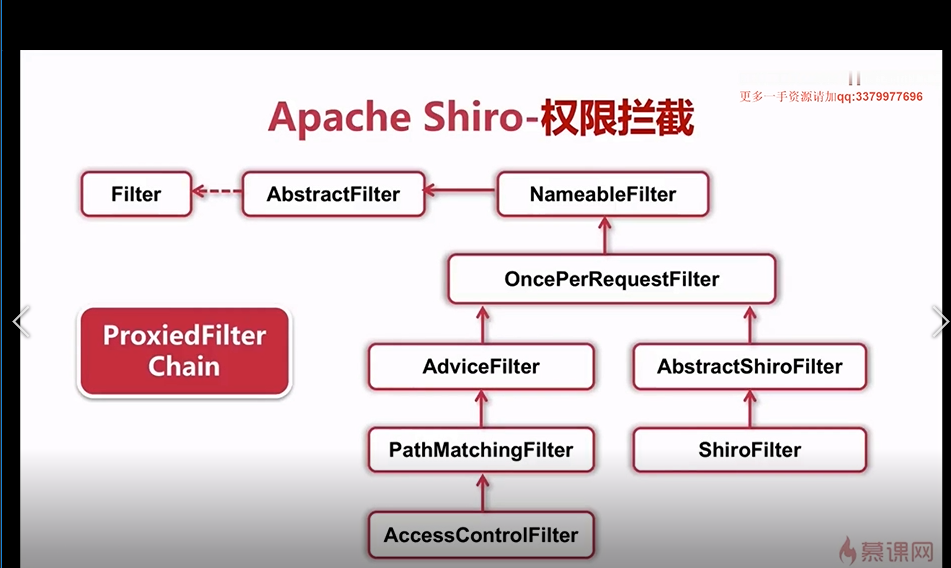 更多一手资源请加qq:3379977696
Apache Shiro-权限拦截
Filter
AbstractFilter
NameableFilter
OncePerRequestFilter
ProxiedFilter
Chain
AdviceFilter
AbstractShiroFilter
PathMatchingFilter
ShiroFilter
AccessControlFilter
慕课网